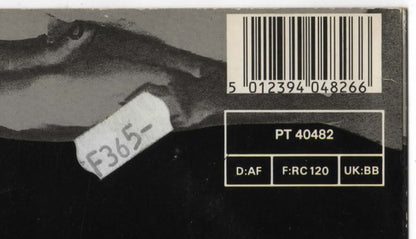 5 012394 048266
PT 40482
D:AF F:RC 120 UK:BB
F365-